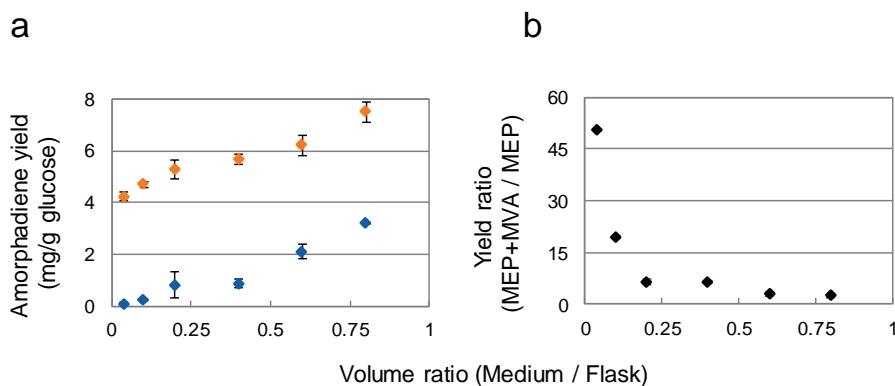 a
b
Amorphadiene yield
(mg/g glucose)
8
6
4
2
0
0
0.25
0.5
0.75
1
Yield ratio
(MEP+MVA / MEP)
60
45
30
15
0
0
0.25
0.5
0.75
1
Volume ratio (Medium / Flask)